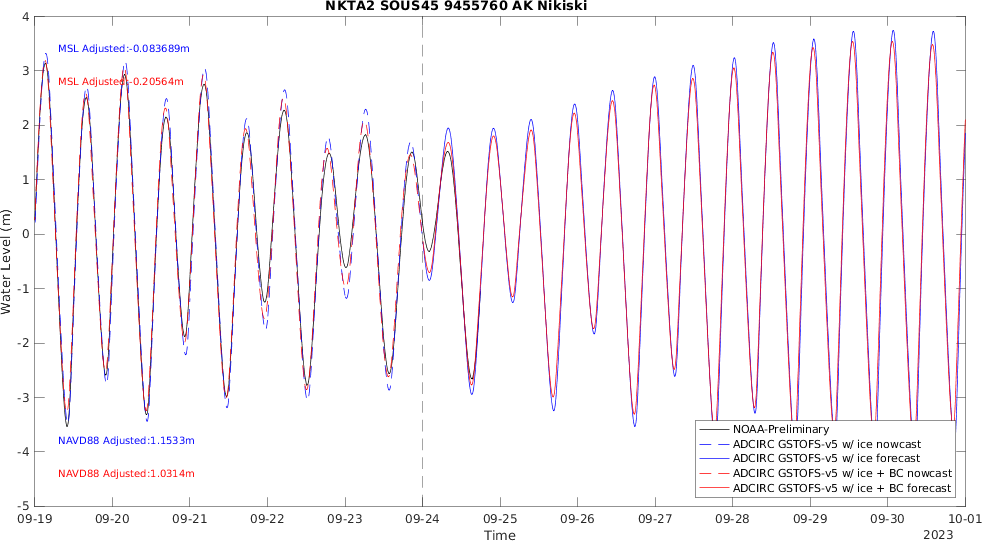 NKTA2 SOUS45 9455760 AK Nikiski
4
3
2
1
0
-1
-2
-3
-4
-5
Water Level (m)
MSL Adjusted:-0.083689m
MSL Adjusted:-0.20564m
NAVD88 Adjusted:1.1533m
NAVD88 Adjusted:1.0314m
NOAA-Preliminary
ADCIRC GSTOFS-v5 w/ ice nowcast
ADCIRC GSTOFS-v5 w/ ice forecast
ADCIRC GSTOFS-v5 w/ ice + BC nowcast
ADCIRC GSTOFS-v5 w/ ice + BC forecast
09-19 09-20 09-21 09-22 09-23 09-24 09-25 09-26 09-27 09-28 09-29 09-30 10-01
Time
2023